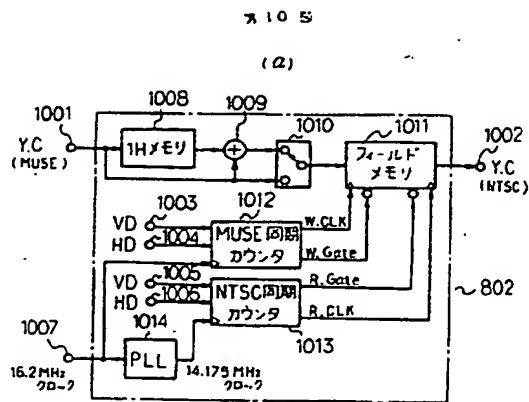 オ10S
(a)
1001
Y.C
(MUSE)
1008
1Hメモリ
1009
1010
1011
フィールド
メモリ
1002
Y.C
(NTSC)
1003
VD
1004
HD
1012
MUSE同期
カウンタ
W.CLK
W.Gate
1005
VD
1006
HD
NTSC同期
カウンタ
1013
R.Gate
R.CLK
802
1007
1014
PLL
16.2MHz
クロック
14.179MHz
クロック